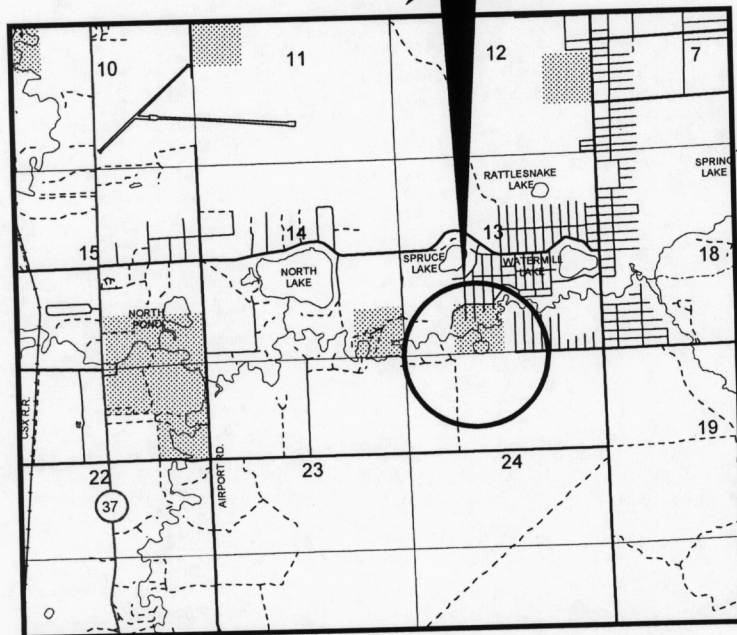 10
11
12
7
RATTLESNAKE
LAKE
SPRING
LAKE
15
14
13
18
NORTH
LAKE
SPRUCE
LAKE
WATERMILL
LAKE
NORTH
POND
CSX R.R.
22
AIRPORT RD.
23
24
19
37